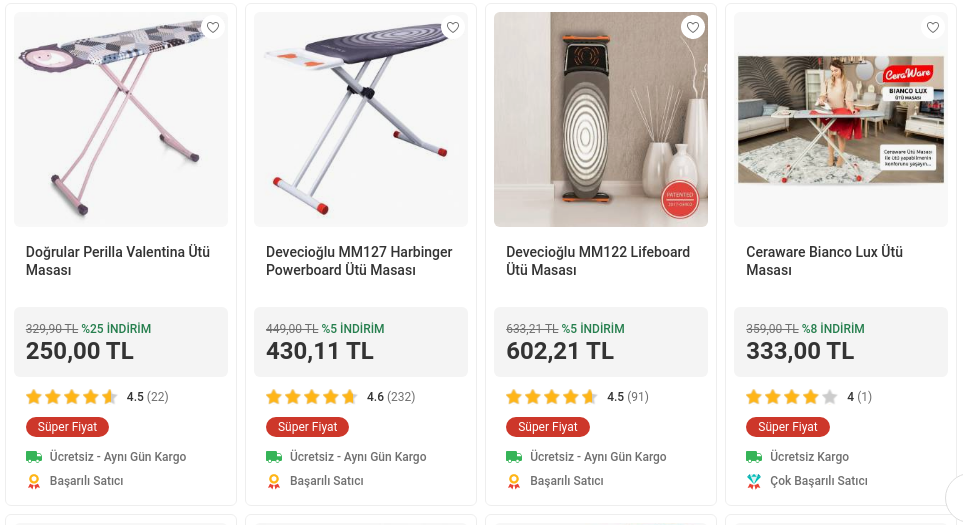 Doğrular Perilla Valentina Ütü
Masası
329,90 TL %25 İNDİRİM
250,00 TL
4.5 (22)
Süper Fiyat
Ücretsiz - Aynı Gün Kargo
Başarılı Satıcı
Devecioğlu MM127 Harbinger
Powerboard Ütü Masası
449,00 TL %5 İNDİRİM
430,11 TL
4.6 (232)
Süper Fiyat
Ücretsiz - Aynı Gün Kargo
Başarılı Satıcı
PATENTED
Devecioğlu MM122 Lifeboard
Ütü Masası
633,21 TL %5 İNDİRİM
602,21 TL
4.5 (91)
Süper Fiyat
Ücretsiz - Aynı Gün Kargo
Başarılı Satıcı
CeraWare
BIANCO LUX
ÜTÜ MASASI
Ceraware Ütü Masası
ile ütü yapabilmenin
konforunu yaşayın...
Ceraware Bianco Lux Ütü
Masası
359,00 TL %8 İNDİRİM
333,00 TL
4 (1)
Süper Fiyat
Ücretsiz Kargo
Çok Başarılı Satıcı